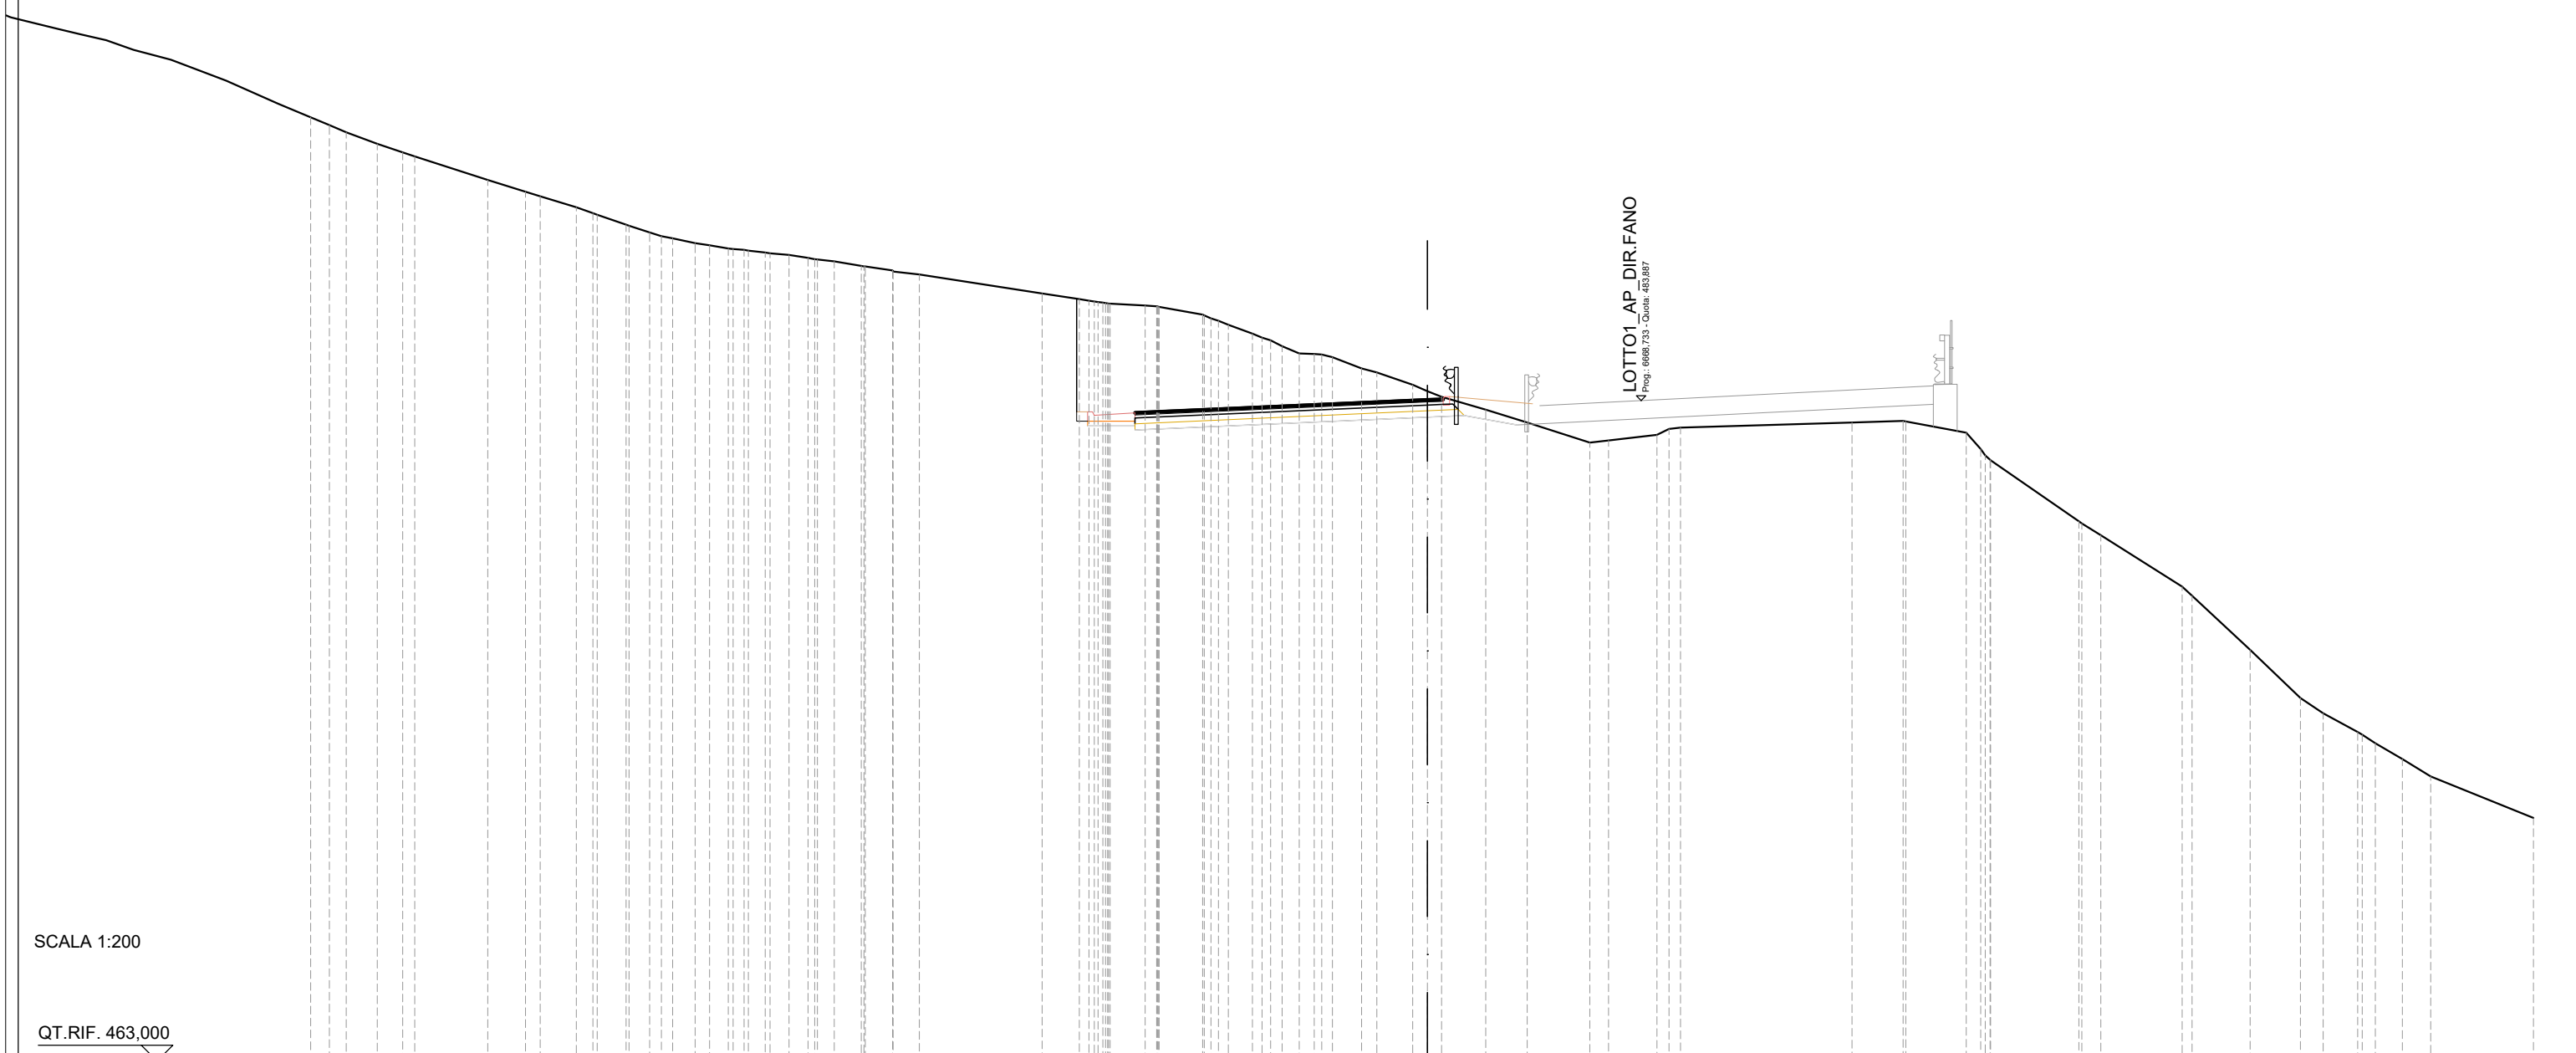 LOTTO1_AP_DIR.FANO
Prog.: 6668,733 - Quota: 483,887
SCALA 1:200
QT.RIF. 463,000